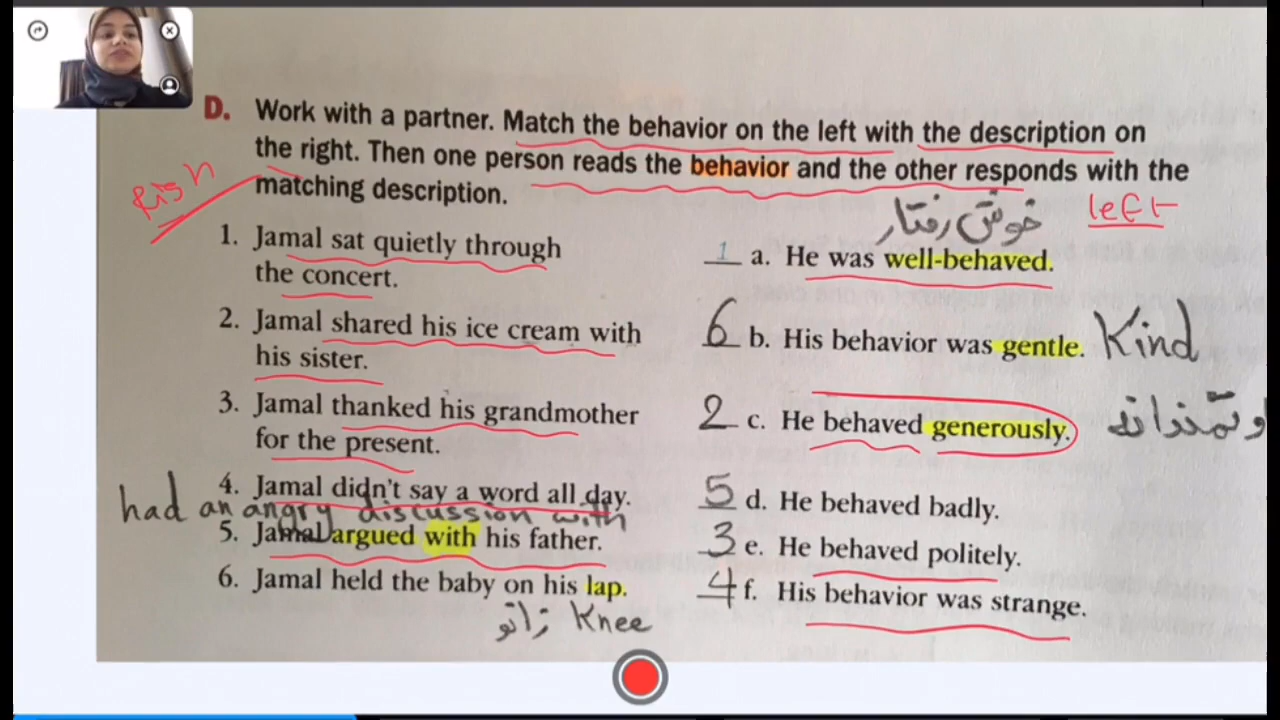 D. Work with a partner. Match the behavior on the left with the description on
the right. Then one person reads the behavior and the other responds with the
matching description.
Righ
left
خوش رفتار
1. Jamal sat quietly through
the concert.
1 a. He was well-behaved.
2. Jamal shared his ice cream with
his sister.
6 b. His behavior was gentle. Kind
3. Jamal thanked his grandmother
for the present.
2 c. He behaved generously.
4. Jamal didn't say a word all day.
5 d. He behaved badly.
had an angry discussion with
5. Jamal argued with his father.
3 e. He behaved politely.
6. Jamal held the baby on his lap.
4 f. His behavior was strange.
زانو Knee